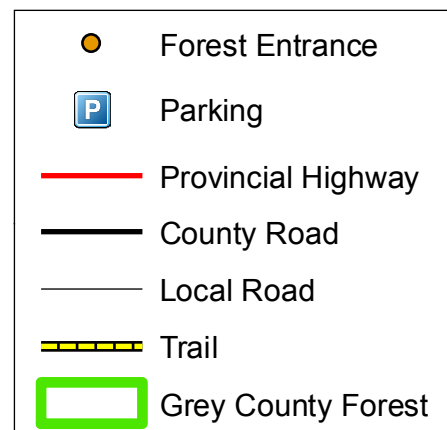 Forest Entrance
P Parking
Provincial Highway
County Road
Local Road
Trail
Grey County Forest